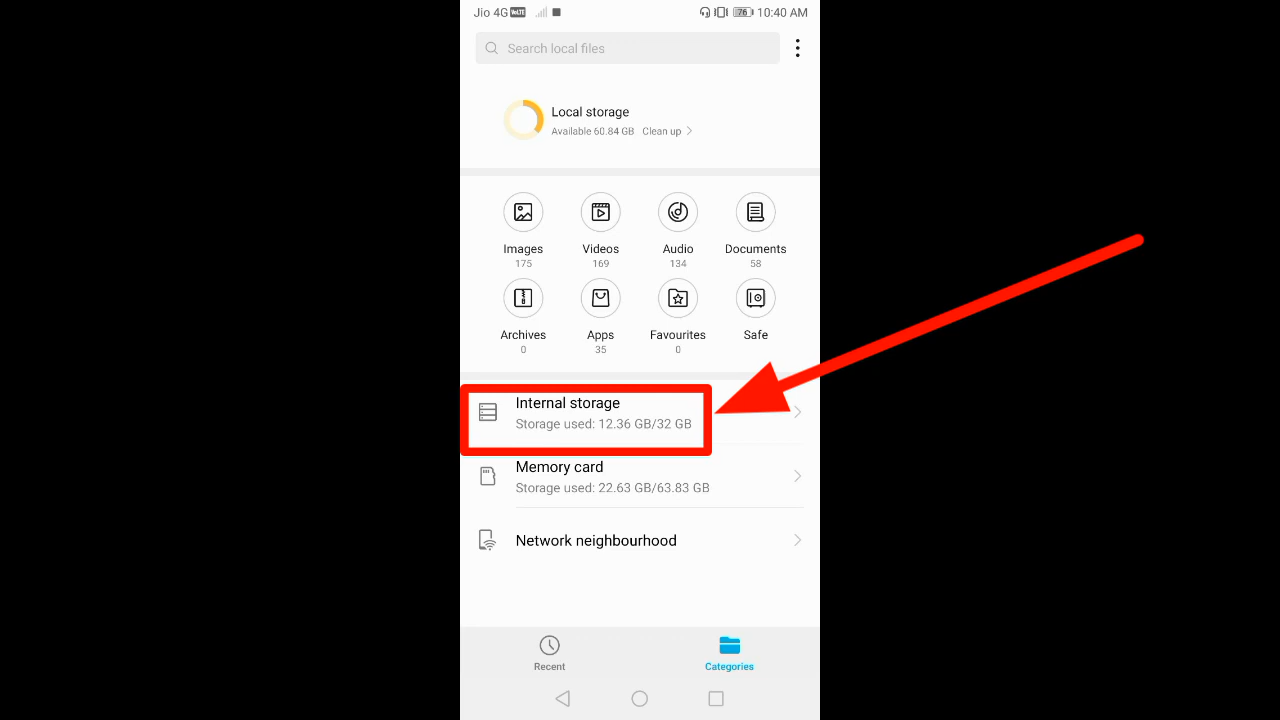 Jio 4G VoLTE 76 10:40 AM
Search local files
Local storage
Available 60.84 GB Clean up
Images Videos Audio Documents
175 169 134 58
Archives Apps Favourites Safe
0 35 0
Internal storage
Storage used: 12.36 GB/32 GB
Memory card
Storage used: 22.63 GB/63.83 GB
Network neighbourhood
Recent Categories